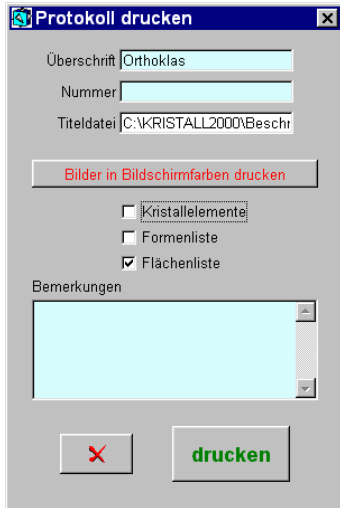 Protokoll drucken
Überschrift Orthoklas
Nummer
Titeldatei C:\KRISTALL2000\Beschr
Bilder in Bildschirmfarben drucken
Kristallelemente
Formenliste
Flächenliste
Bemerkungen
drucken